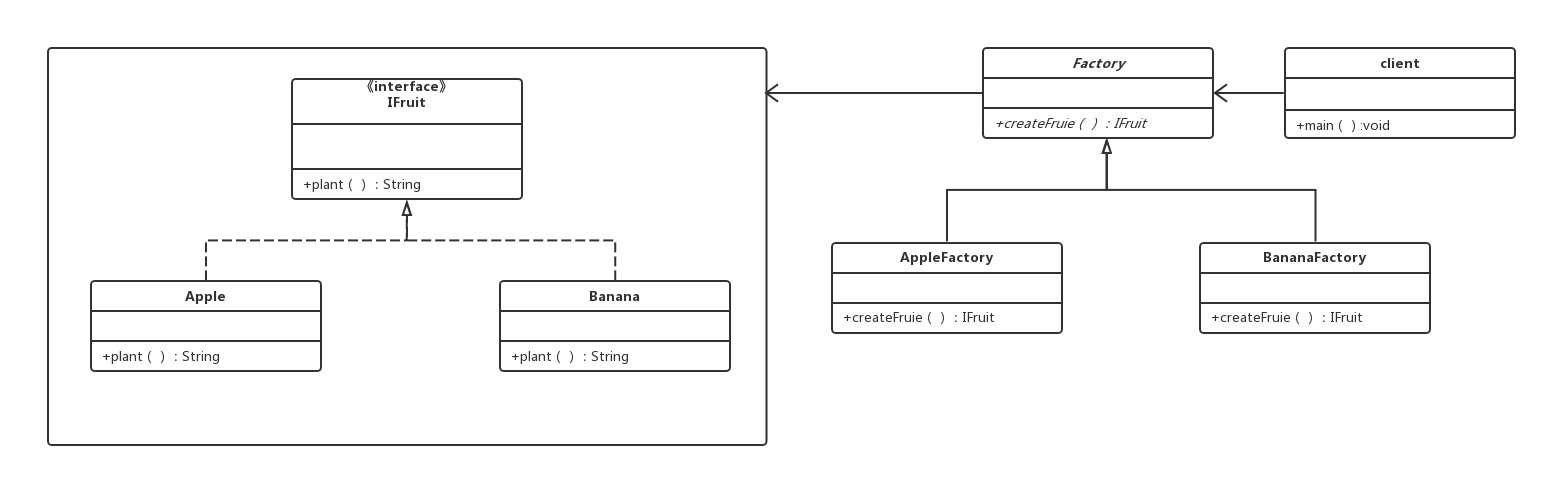 《interface》
IFruit
+plant（ ）: String
Apple
+plant（ ）: String
Banana
+plant（ ）: String
Factory
+createFruie（ ）: IFruit
client
+main（ ）:void
AppleFactory
+createFruie（ ）: IFruit
BananaFactory
+createFruie（ ）: IFruit